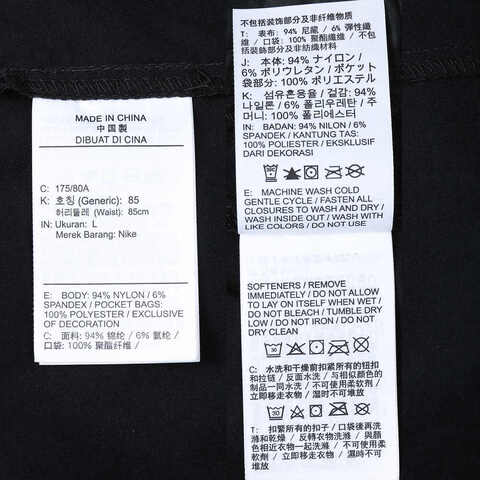 MADE IN CHINA
中国製
DIBUAT DI CINA
C: 175/80A
K: 호칭 (Generic): 85
허리둘레 (Waist): 85cm
IN: Ukuran: L
Merek Barang: Nike
E: BODY: 94% NYLON / 6%
SPANDEX / POCKET BAGS:
100% POLYESTER / EXCLUSIVE
OF DECORATION
C: 面料: 94% 锦纶 / 6% 氨纶 /
口袋: 100% 聚酯纤维 /
不包括装饰部分及非纤维物质
T: 表布: 94% 尼龍 / 6% 彈性纖
維 / 口袋: 100% 聚酯纖維 / 不
包括裝飾部分及非紡織材料
J: 本体: 94% ナイロン /
6% ポリウレタン / ポケット
袋部分: 100% ポリエステル
K: 섬유혼용율 / 겉감: 94%
나일론 / 6% 폴리우레탄 / 주
머니: 100% 폴리에스터
IN: BADAN: 94% NILON / 6%
SPANDEK / KANTUNG TAS:
100% POLYESTER / EKSKLUSIF
DARI DEKORASI
E: MACHINE WASH COLD
GENTLE CYCLE / FASTEN ALL
CLOSURES TO WASH AND DRY /
WASH INSIDE OUT / WASH WITH
LIKE COLORS / DO NOT USE
SOFTENERS / REMOVE
IMMEDIATELY / DO NOT ALLOW
TO LAY ON ITSELF WHEN WET /
DO NOT BLEACH / TUMBLE DRY
LOW / DO NOT IRON / DO NOT
DRY CLEAN
C: 水洗和干燥前扣紧所有的钮扣
和拉链 / 反面水洗 / 与相似颜色的
制品一同水洗 / 不可使用柔软剂 /
立即移走衣物 / 湿时不可堆放
T: 扣緊所有的扣子 / 口袋後再洗
滌和乾燥 / 反轉衣物洗滌 / 與顏
色相近衣物一起洗滌 / 不可使用柔
軟劑 / 立即移走衣物 / 濕時不可
堆放